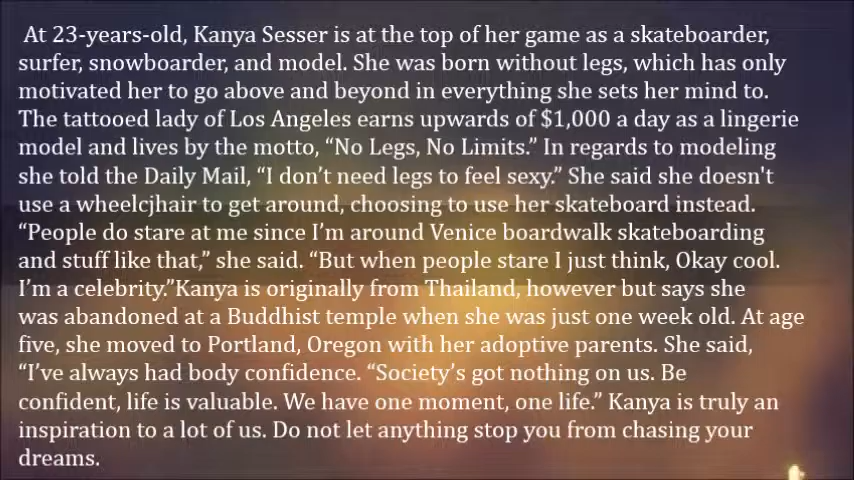 At 23-years-old, Kanya Sesser is at the top of her game as a skateboarder,
surfer, snowboarder, and model. She was born without legs, which has only
motivated her to go above and beyond in everything she sets her mind to.
The tattooed lady of Los Angeles earns upwards of $1,000 a day as a lingerie
model and lives by the motto, “No Legs, No Limits.” In regards to modeling
she told the Daily Mail, “I don’t need legs to feel sexy.” She said she doesn't
use a wheelcjhair to get around, choosing to use her skateboard instead.
“People do stare at me since I’m around Venice boardwalk skateboarding
and stuff like that,” she said. “But when people stare I just think, Okay cool.
I’m a celebrity.”Kanya is originally from Thailand, however but says she
was abandoned at a Buddhist temple when she was just one week old. At age
five, she moved to Portland, Oregon with her adoptive parents. She said,
“I’ve always had body confidence. “Society’s got nothing on us. Be
confident, life is valuable. We have one moment, one life.” Kanya is truly an
inspiration to a lot of us. Do not let anything stop you from chasing your
dreams.